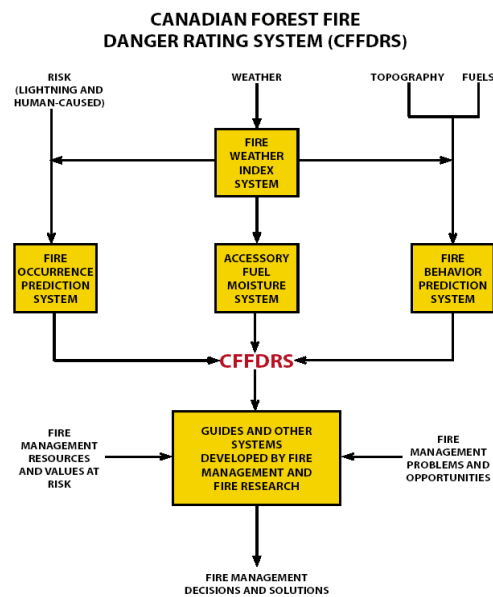 CANADIAN FOREST FIRE
DANGER RATING SYSTEM (CFFDRS)
RISK
(LIGHTNING AND
HUMAN-CAUSED)
WEATHER
TOPOGRAPHY
FUELS
FIRE
WEATHER
INDEX
SYSTEM
FIRE
OCCURRENCE
PREDICTION
SYSTEM
ACCESSORY
FUEL
MOISTURE
SYSTEM
FIRE
BEHAVIOR
PREDICTION
SYSTEM
CFFDRS
FIRE
MANAGEMENT
RESOURCES
AND VALUES AT
RISK
GUIDES AND OTHER
SYSTEMS
DEVELOPED BY FIRE
MANAGEMENT AND
FIRE RESEARCH
FIRE
MANAGEMENT
PROBLEMS AND
OPPORTUNITIES
FIRE MANAGEMENT
DECISIONS AND SOLUTIONS